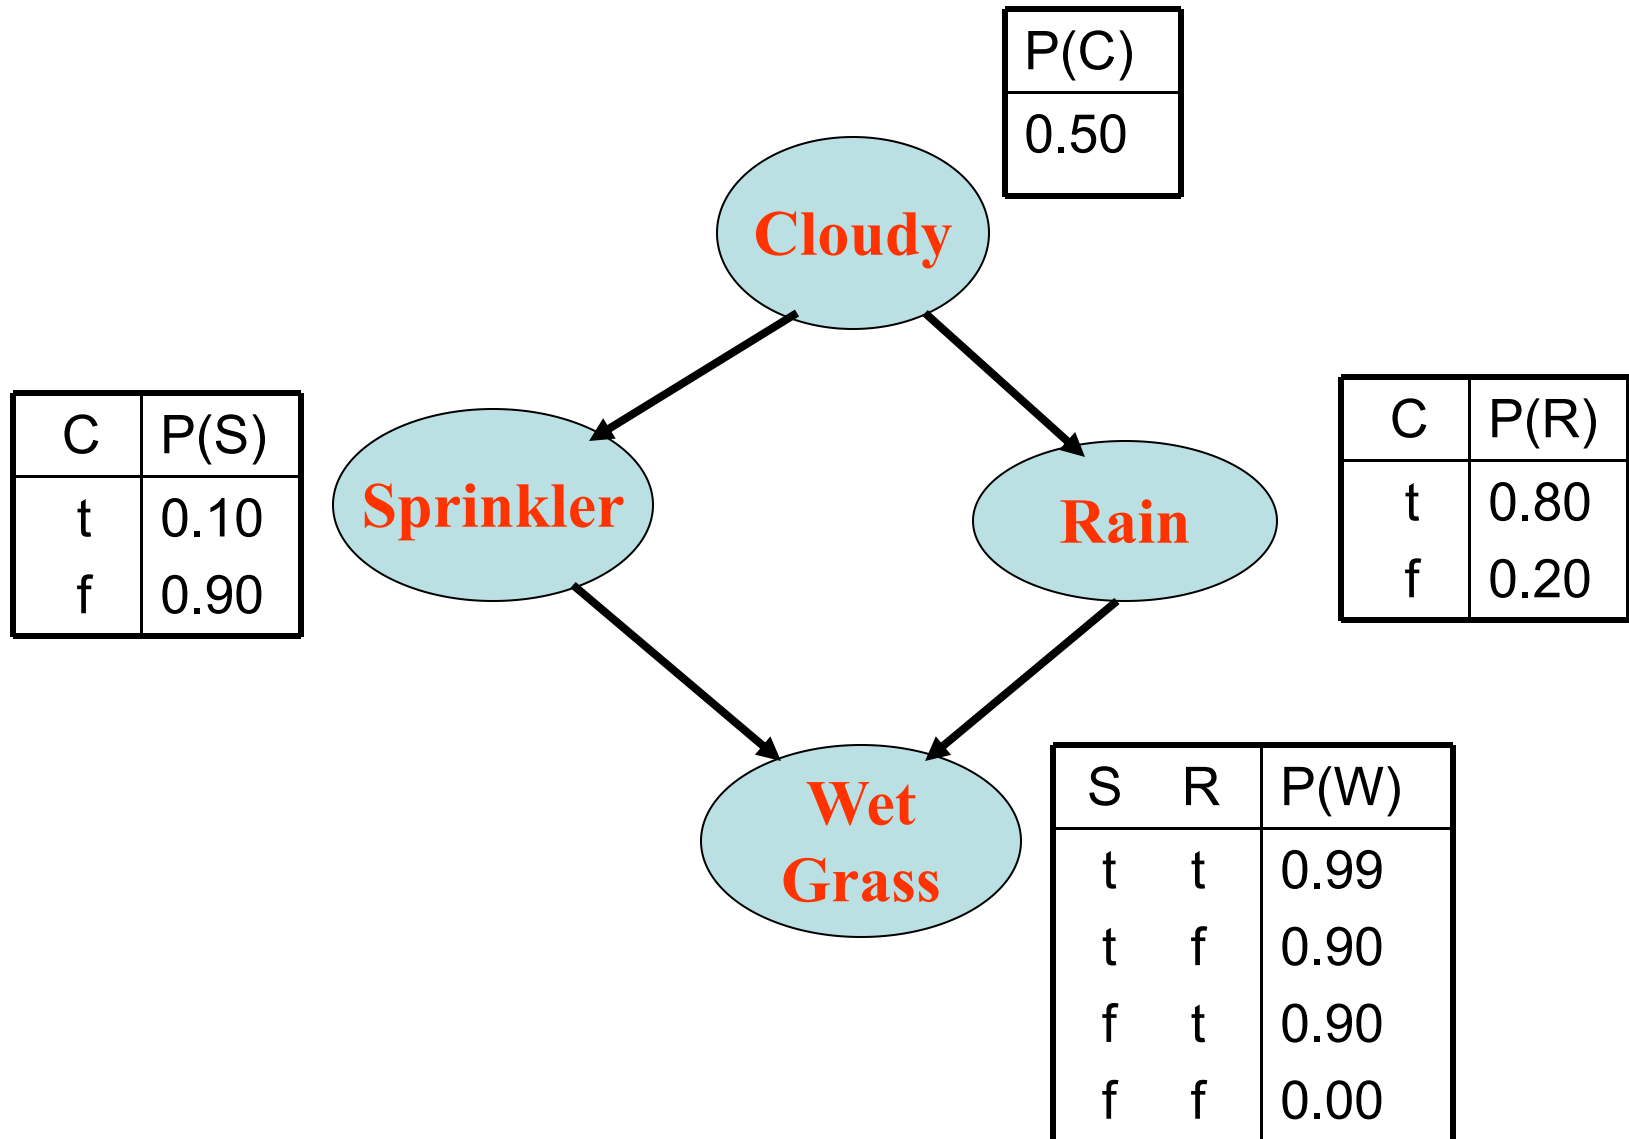 P(C)
0.50
Cloudy
C P(S)
t 0.10
f 0.90
Sprinkler
Rain
C P(R)
t 0.80
f 0.20
Wet
Grass
S R P(W)
t t 0.99
t f 0.90
f t 0.90
f f 0.00